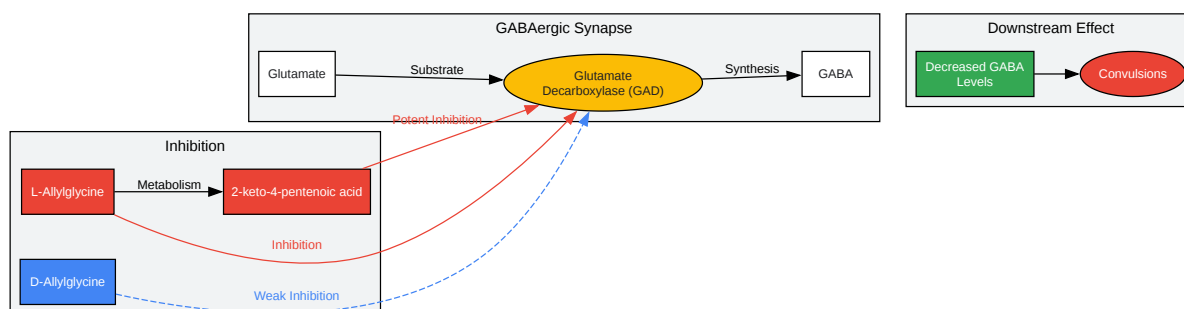 GABAergic Synapse
Downstream Effect
Glutamate
Substrate
Glutamate
Decarboxylase (GAD)
Synthesis
GABA
Decreased GABA
Levels
Convulsions
Potent Inhibition
Inhibition
L-Allylglycine
Metabolism
2-keto-4-pentenoic acid
Inhibition
D-Allylglycine
Weak Inhibition